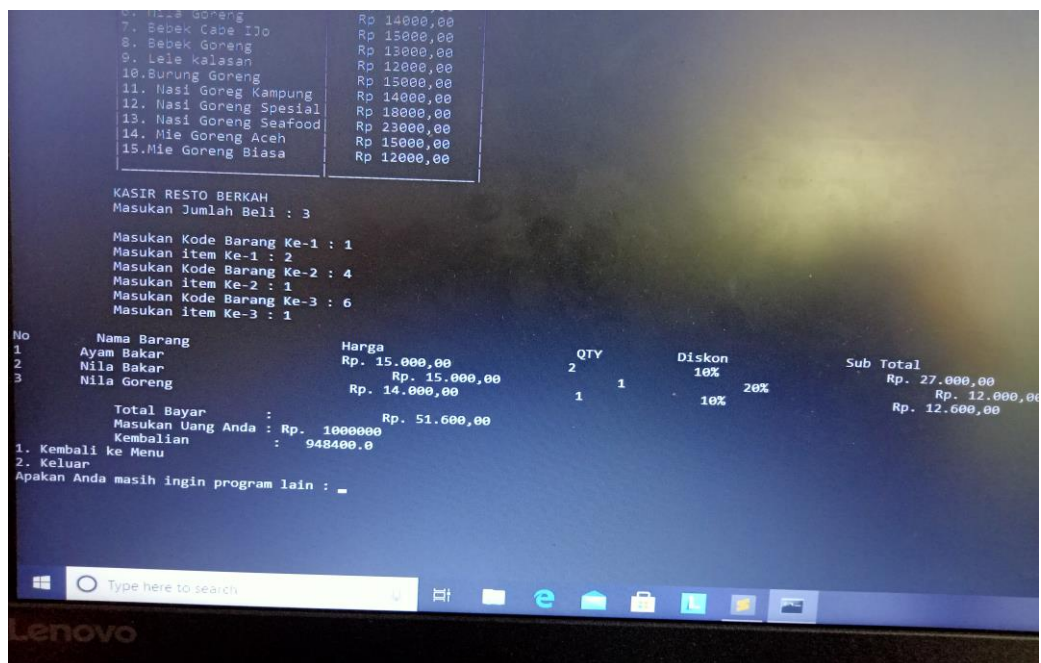 6. Nila Goreng Rp 14000,00
7. Bebek Cabe IJo Rp 15000,00
8. Bebek Goreng Rp 13000,00
9. Lele kalasan Rp 12000,00
10.Burung Goreng Rp 15000,00
11. Nasi Goreg Kampung Rp 14000,00
12. Nasi Goreng Spesial Rp 18000,00
13. Nasi Goreng Seafood Rp 23000,00
14. Mie Goreng Aceh Rp 15000,00
15.Mie Goreng Biasa Rp 12000,00
KASIR RESTO BERKAH
Masukan Jumlah Beli : 3
Masukan Kode Barang Ke-1 : 1
Masukan item Ke-1 : 2
Masukan Kode Barang Ke-2 : 4
Masukan item Ke-2 : 1
Masukan Kode Barang Ke-3 : 6
Masukan item Ke-3 : 1
No Nama Barang Harga QTY Diskon Sub Total
1 Ayam Bakar Rp. 15.000,00 2 10% Rp. 27.000,00
2 Nila Bakar Rp. 15.000,00 1 20% Rp. 12.000,00
3 Nila Goreng Rp. 14.000,00 1 10% Rp. 12.600,00
Total Bayar : Rp. 51.600,00
Masukan Uang Anda : Rp. 1000000
Kembalian : 948400.0
1. Kembali ke Menu
2. Keluar
Apakan Anda masih ingin program lain : _
Type here to search
Lenovo